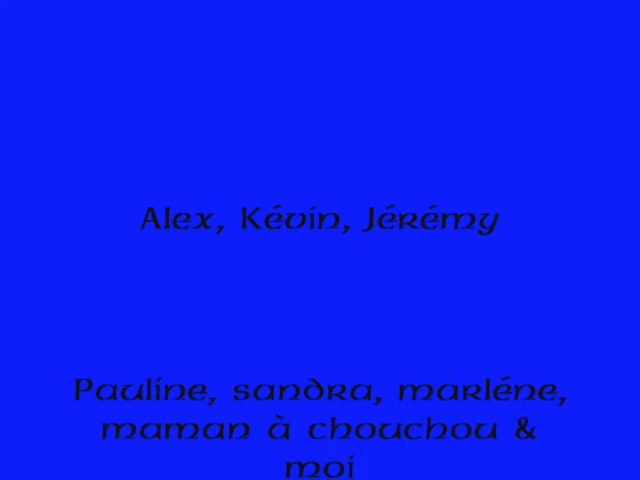 Alex, Kévin, Jérémy
Pauline, sandra, marléne,
maman à chouchou &
moi